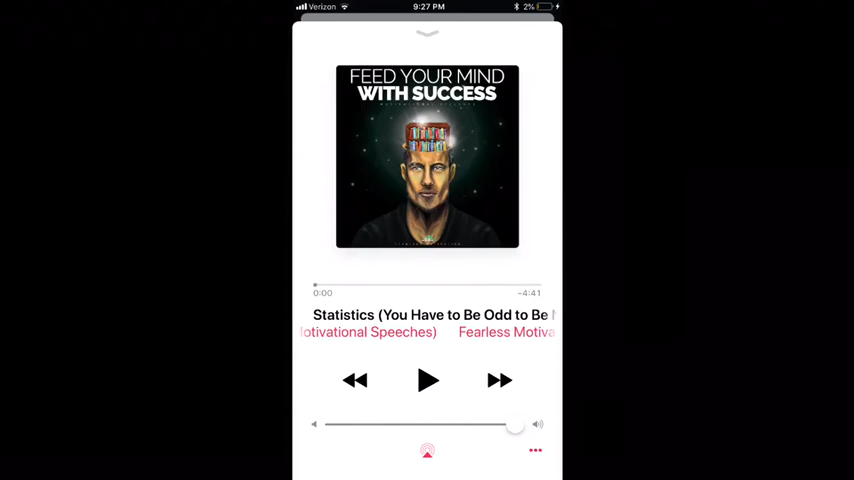 Verizon 9:27 PM 2%
FEED YOUR MIND
WITH SUCCESS
0:00 -4:41
Statistics (You Have to Be Odd to Be
otivational Speeches) Fearless Motiva